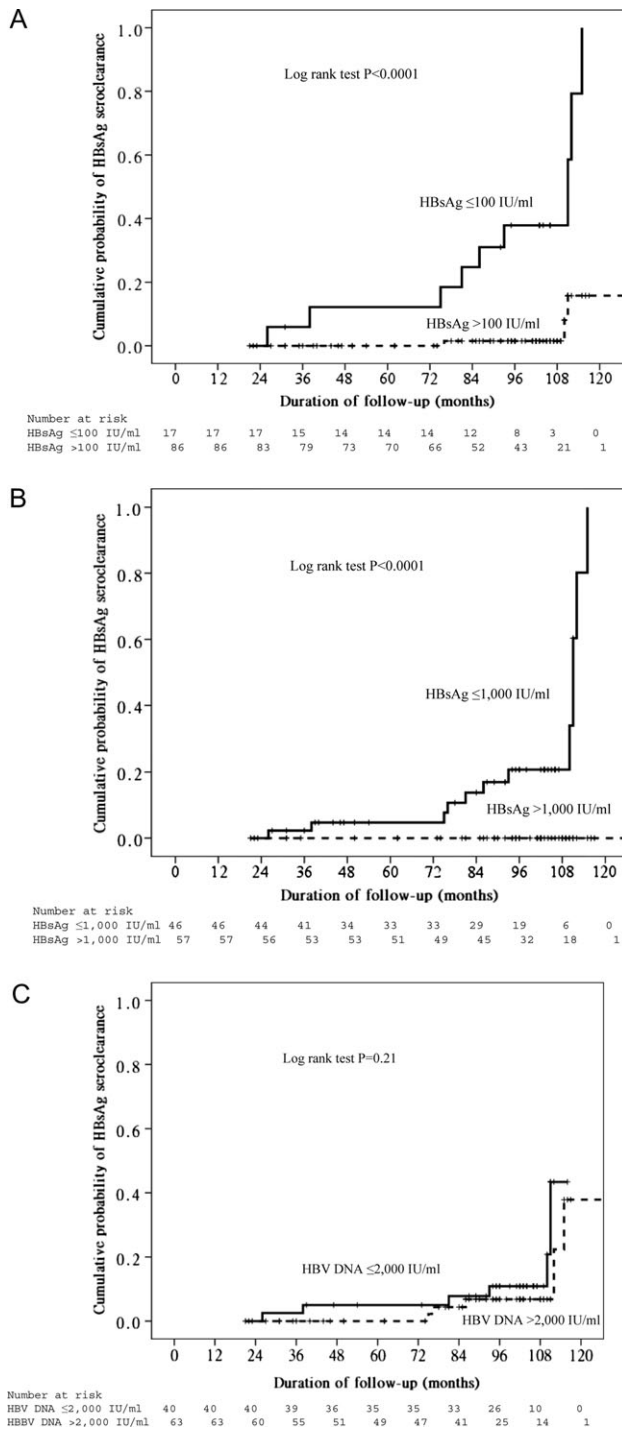 A
Cumulative probability of HBsAg seroclearance
1.0
0.8
0.6
0.4
0.2
0.0
Log rank test P<0.0001
HBsAg ≤100 IU/ml
HBsAg >100 IU/ml
0 12 24 36 48 60 72 84 96 108 120
Duration of follow-up (months)
Number at risk
HBsAg ≤100 IU/ml 17 17 17 15 14 14 14 12 8 3 0
HBsAg >100 IU/ml 86 86 83 79 73 70 66 52 43 21 1
B
Cumulative probability of HBsAg seroclearance
1.0
0.8
0.6
0.4
0.2
0.0
Log rank test P<0.0001
HBsAg ≤1,000 IU/ml
HBsAg >1,000 IU/ml
0 12 24 36 48 60 72 84 96 108 120
Duration of follow-up (months)
Number at risk
HBsAg ≤1,000 IU/ml 46 46 44 41 34 33 33 29 19 6 0
HBsAg >1,000 IU/ml 57 57 56 53 53 51 49 45 32 18 1
C
Cumulative probability of HBsAg seroclearance
1.0
0.8
0.6
0.4
0.2
0.0
Log rank test P=0.21
HBV DNA ≤2,000 IU/ml
HBV DNA >2,000 IU/ml
0 12 24 36 48 60 72 84 96 108 120
Duration of follow-up (months)
Number at risk
HBV DNA ≤2,000 IU/ml 40 40 40 39 36 35 35 33 26 10 0
HBBV DNA >2,000 IU/ml 63 63 60 55 51 49 47 41 25 14 1